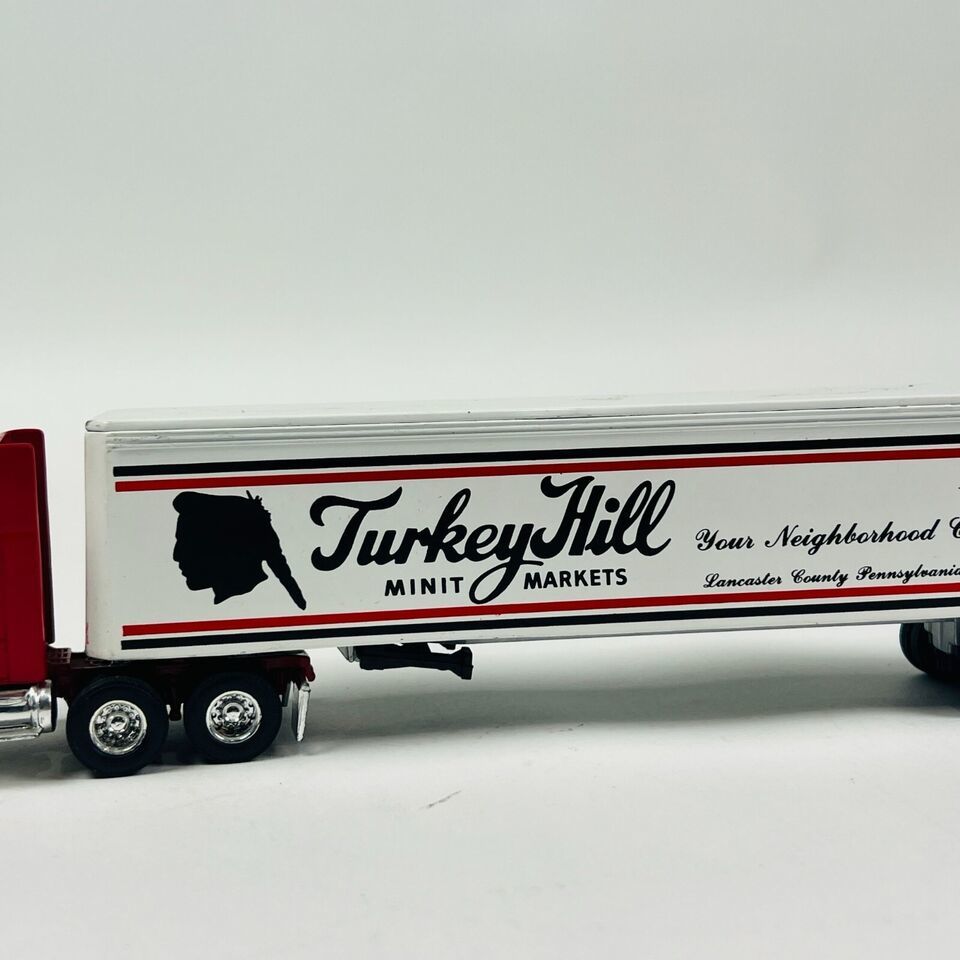 Turkey Hill
MINIT MARKETS
Your Neighborhood
Lancaster County Pennsylvania